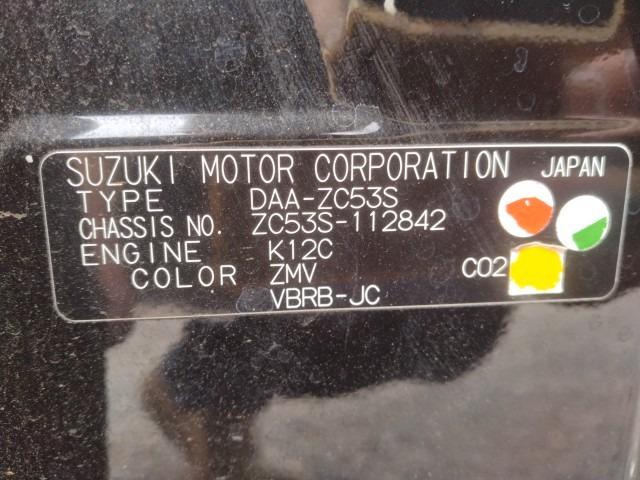 SUZUKI MOTOR CORPORATION JAPAN
TYPE DAA-ZC53S
CHASSIS NO. ZC53S-112842
ENGINE K12C
COLOR ZMV CO2
VBRB-JC